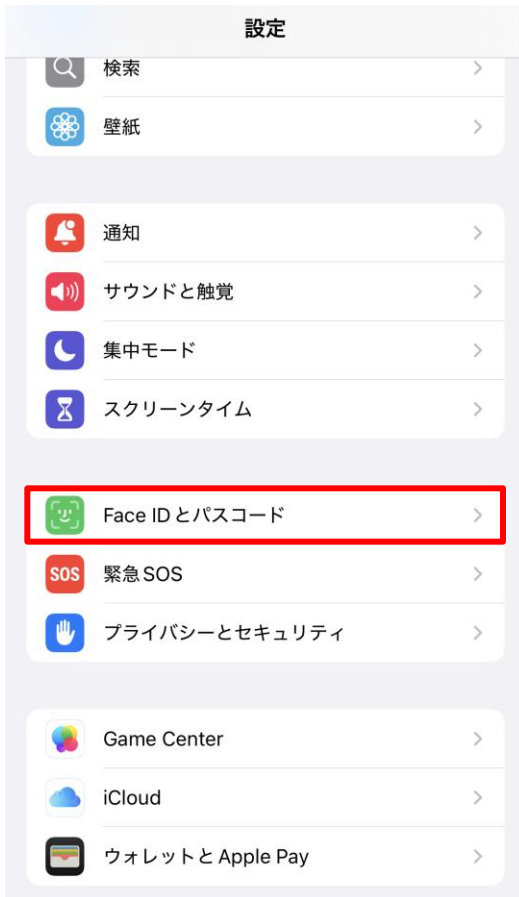 設定
検索
壁紙
通知
サウンドと触覚
集中モード
スクリーンタイム
Face IDとパスコード
SOS 緊急SOS
プライバシーとセキュリティ
Game Center
iCloud
ウォレットとApple Pay